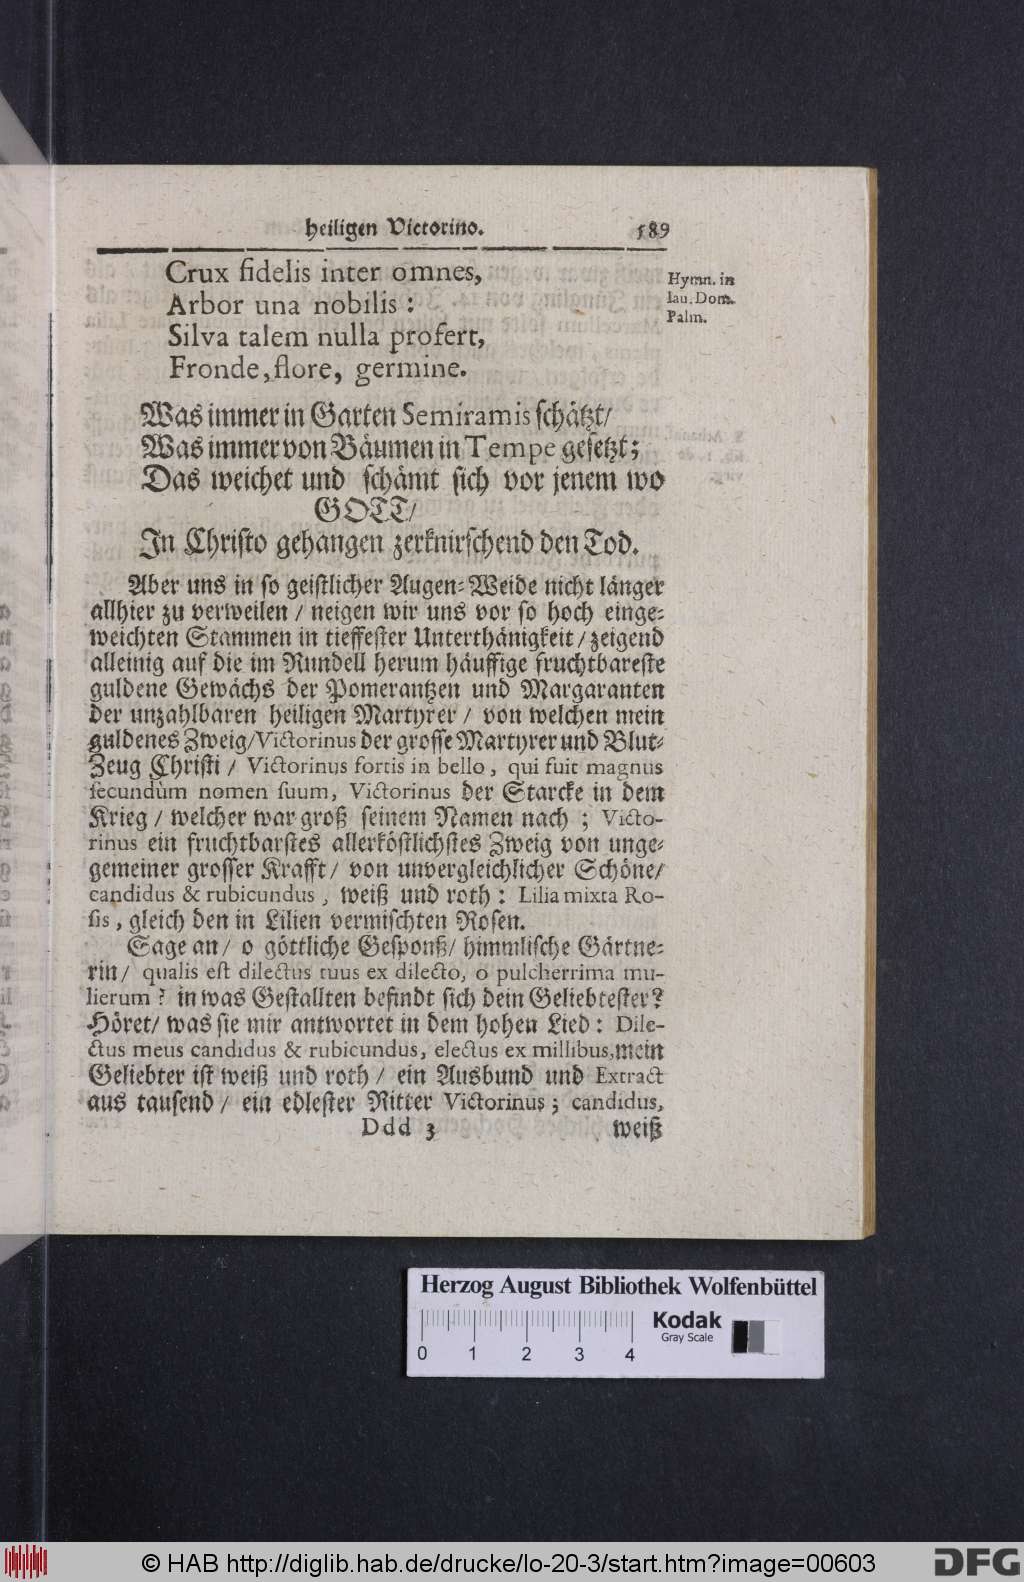 heiligen Victorino. 589
Crux fidelis inter omnes,
Arbor una nobilis:
Silva talem nulla profert,
Fronde, flore, germine.
Hymn. in
lau. Dom.
Palm.
Was immer in Garten Semiramis schätzt/
Was immer von Bäumen in Tempe gesetzt;
Das weichet und schämt sich vor jenem wo
GOTT/
In Christo gehangen zerknirschend den Tod.
Aber uns in so geistlicher Augen-Weide nicht länger
allhier zu verweilen / neigen wir uns vor so hoch einge-
weichten Stammen in tieffester Unterthänigkeit / zeigend
alleinig auf die im Rundell herum häuffige fruchtbareste
guldene Gewächs der Pomerantzen und Margaranten
der unzahlbaren heiligen Martyrer / von welchen mein
guldenes Zweig/Victorinus der grosse Martyrer und Blut-
Zeug Christi / Victorinus fortis in bello, qui fuit magnus
secundùm nomen suum, Victorinus der Starcke in dem
Krieg / welcher war groß seinem Namen nach ; Victo-
rinus ein fruchtbarstes allerköstlichstes Zweig von unge-
gemeiner grosser Krafft / von unvergleichlicher Schöne/
candidus & rubicundus, weiß und roth: Lilia mixta Ro-
sis, gleich den in Lilien vermischten Rosen.
Sage an / o göttliche Gesponß/ himmlische Gärtne-
rin/ qualis est dilectus tuus ex dilecto, o pulcherrima mu-
lierum? in was Gestallten befindt sich dein Geliebtester?
Höret/ was sie mir antwortet in dem hohen Lied: Dile-
ctus meus candidus & rubicundus, electus ex millibus, mein
Geliebter ist weiß und roth / ein Ausbund und Extract
aus tausend / ein edlester Ritter Victorinus; candidus,
Ddd 3 weiß
Herzog August Bibliothek Wolfenbüttel
Kodak
Gray Scale
0 1 2 3 4
© HAB http://diglib.hab.de/drucke/lo-20-3/start.htm?image=00603
DFG